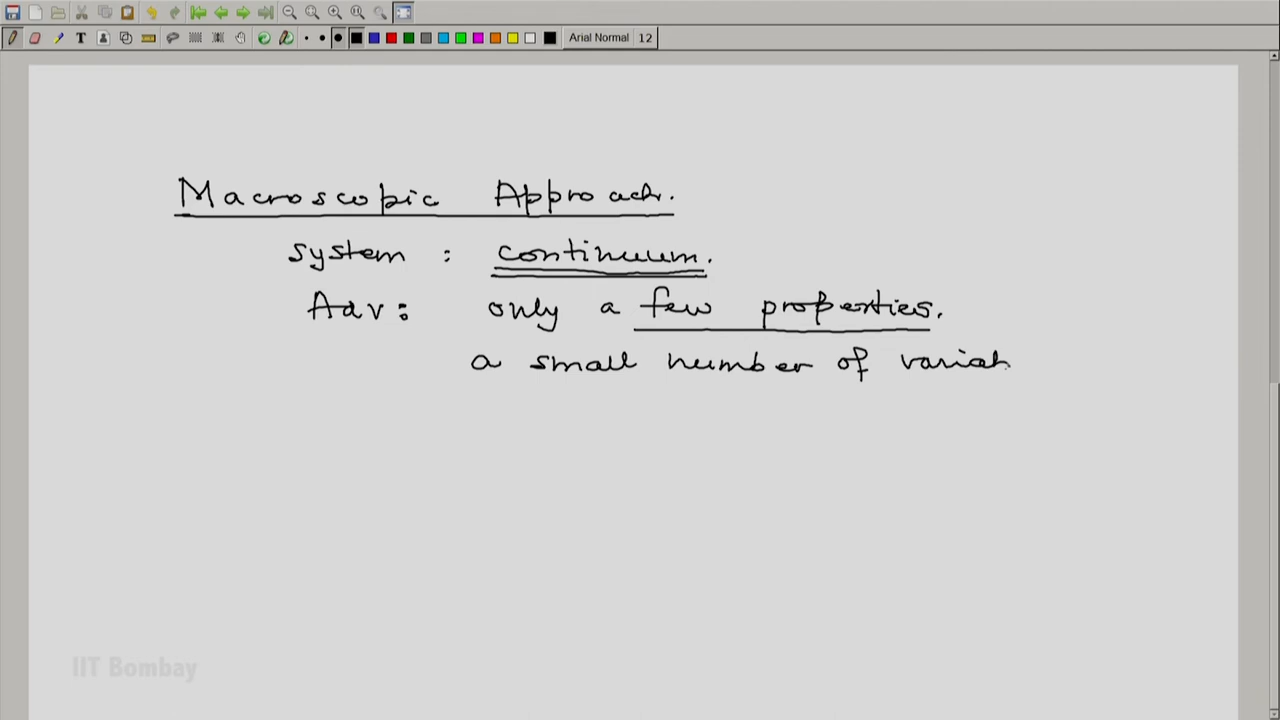 Arial Normal 12
Macroscopic Approach.
system : continuum.
Adv: only a few properties.
a small number of variab
IIT Bombay